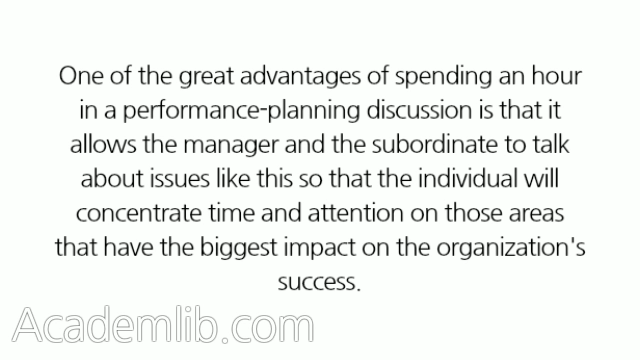 One of the great advantages of spending an hour
in a performance-planning discussion is that it
allows the manager and the subordinate to talk
about issues like this so that the individual will
concentrate time and attention on those areas
that have the biggest impact on the organization's
success.
Academlib.com